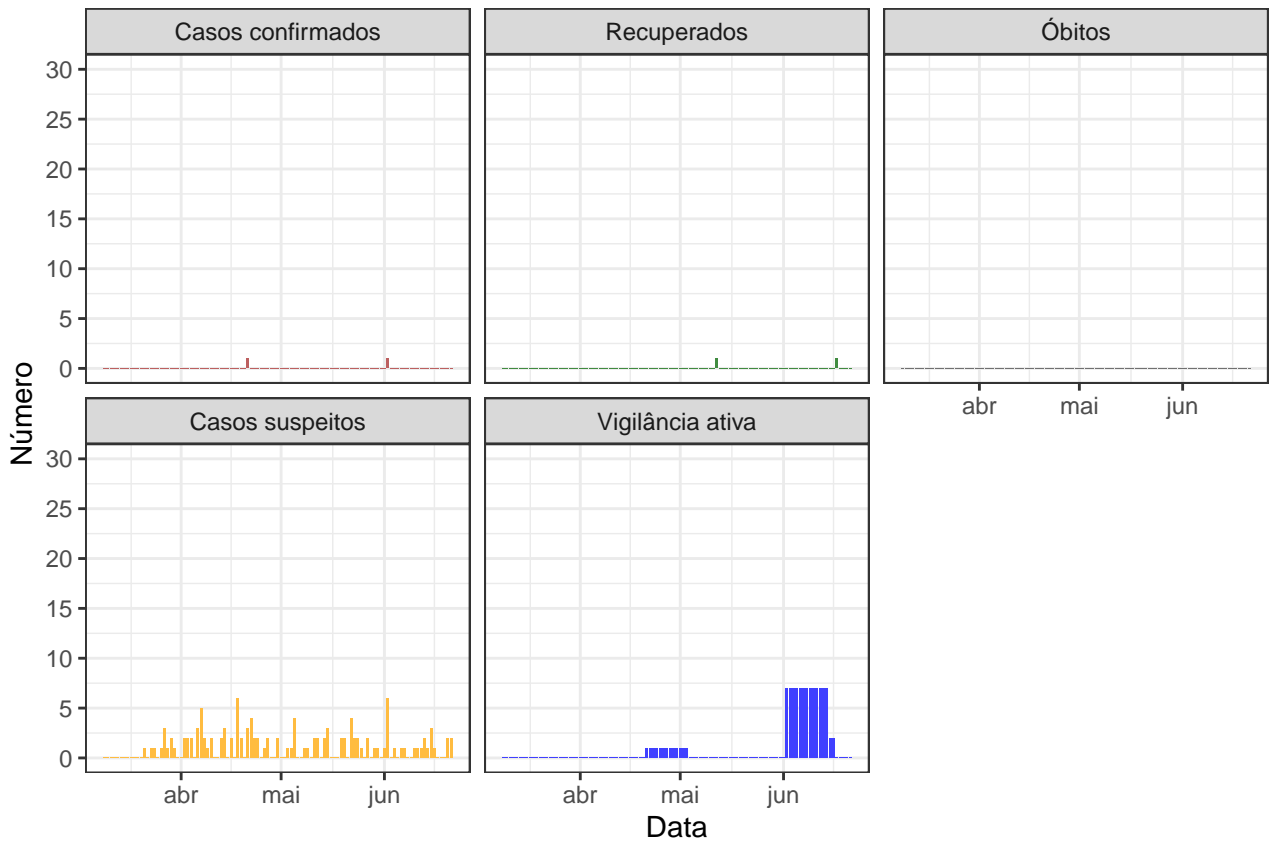 Casos confirmados
Recuperados
Óbitos
30
25
20
15
10
5
0
abr mai jun
Casos suspeitos
Vigilância ativa
30
25
20
15
10
5
0
abr mai jun
abr mai jun
Número
Data